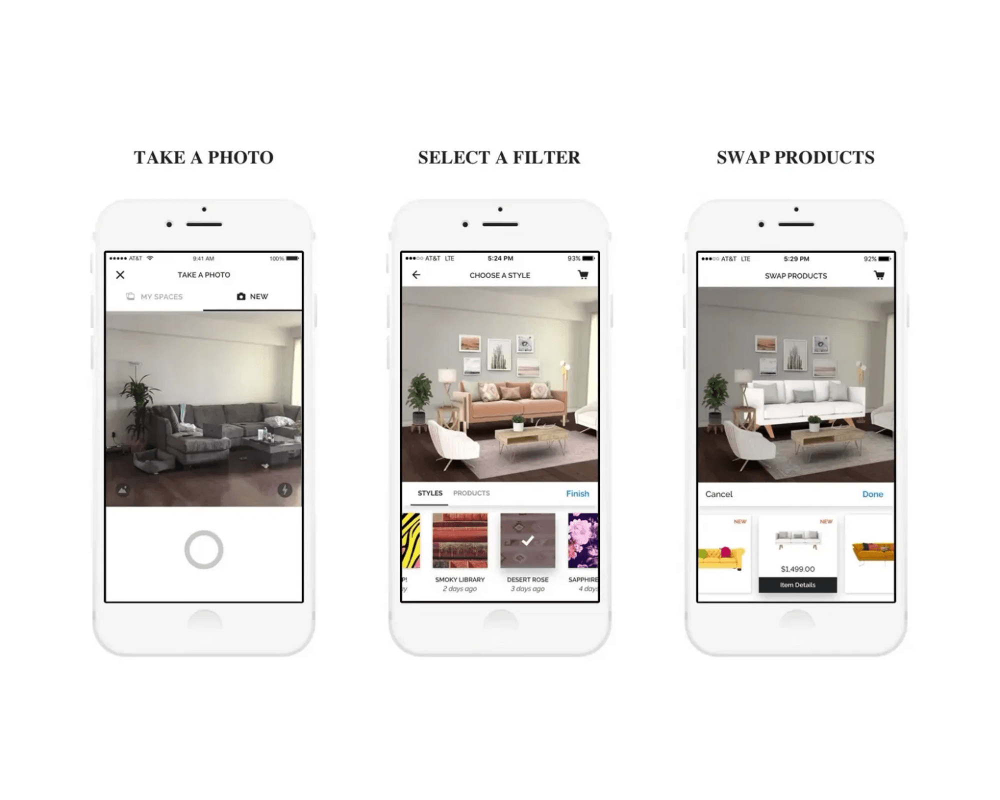 TAKE A PHOTO
AT&T
9:41 AM
100%
TAKE A PHOTO
MY SPACES
NEW
SELECT A FILTER
AT&T LTE
5:24 PM
93%
CHOOSE A STYLE
STYLES
PRODUCTS
Finish
P!
SMOKY LIBRARY
2 days ago
DESERT ROSE
3 days ago
SAPPHIRE
4 days
SWAP PRODUCTS
AT&T LTE
5:29 PM
92%
SWAP PRODUCTS
Cancel
Done
NEW
NEW
$1,499.00
Item Details